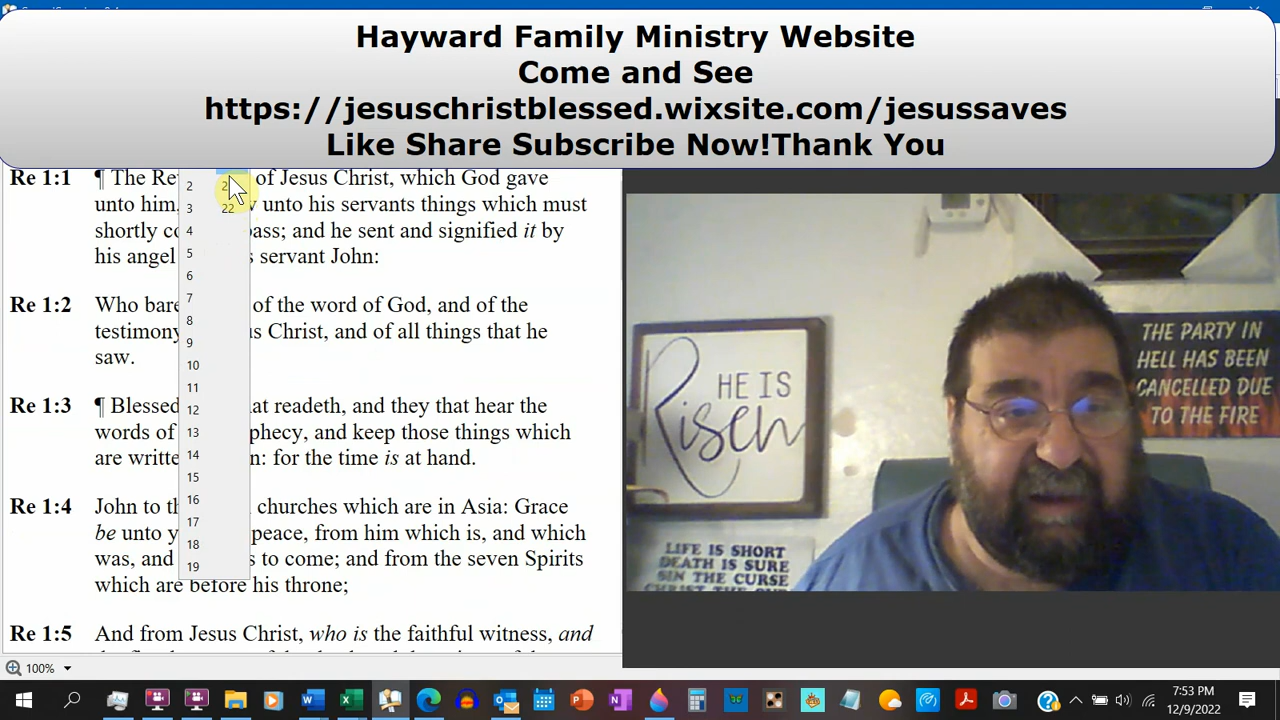 Hayward Family Ministry Website
Come and See
https://jesuschristblessed.wixsite.com/jesussaves
Like Share Subscribe Now!Thank You
Re 1:1 ¶ The Re of Jesus Christ, which God gave
unto him, unto his servants things which must
shortly ass; and he sent and signified it by
his angel s servant John:
Re 1:2 Who bare of the word of God, and of the
testimony us Christ, and of all things that he
saw.
Re 1:3 ¶ Blessed at readeth, and they that hear the
words of phecy, and keep those things which
are writte n: for the time is at hand.
Re 1:4 John to th churches which are in Asia: Grace
be unto y peace, from him which is, and which
was, and s to come; and from the seven Spirits
which are before his throne;
Re 1:5 And from Jesus Christ, who is the faithful witness, and
2
3 22
4
5
6
7
8
9
10
11
12
13
14
15
16
17
18
19
100%
HE IS
Risen
THE PARTY IN
HELL HAS BEEN
CANCELLED DUE
TO THE FIRE
LIFE IS SHORT
DEATH IS SURE
SIN THE CURSE
7:53 PM
12/9/2022